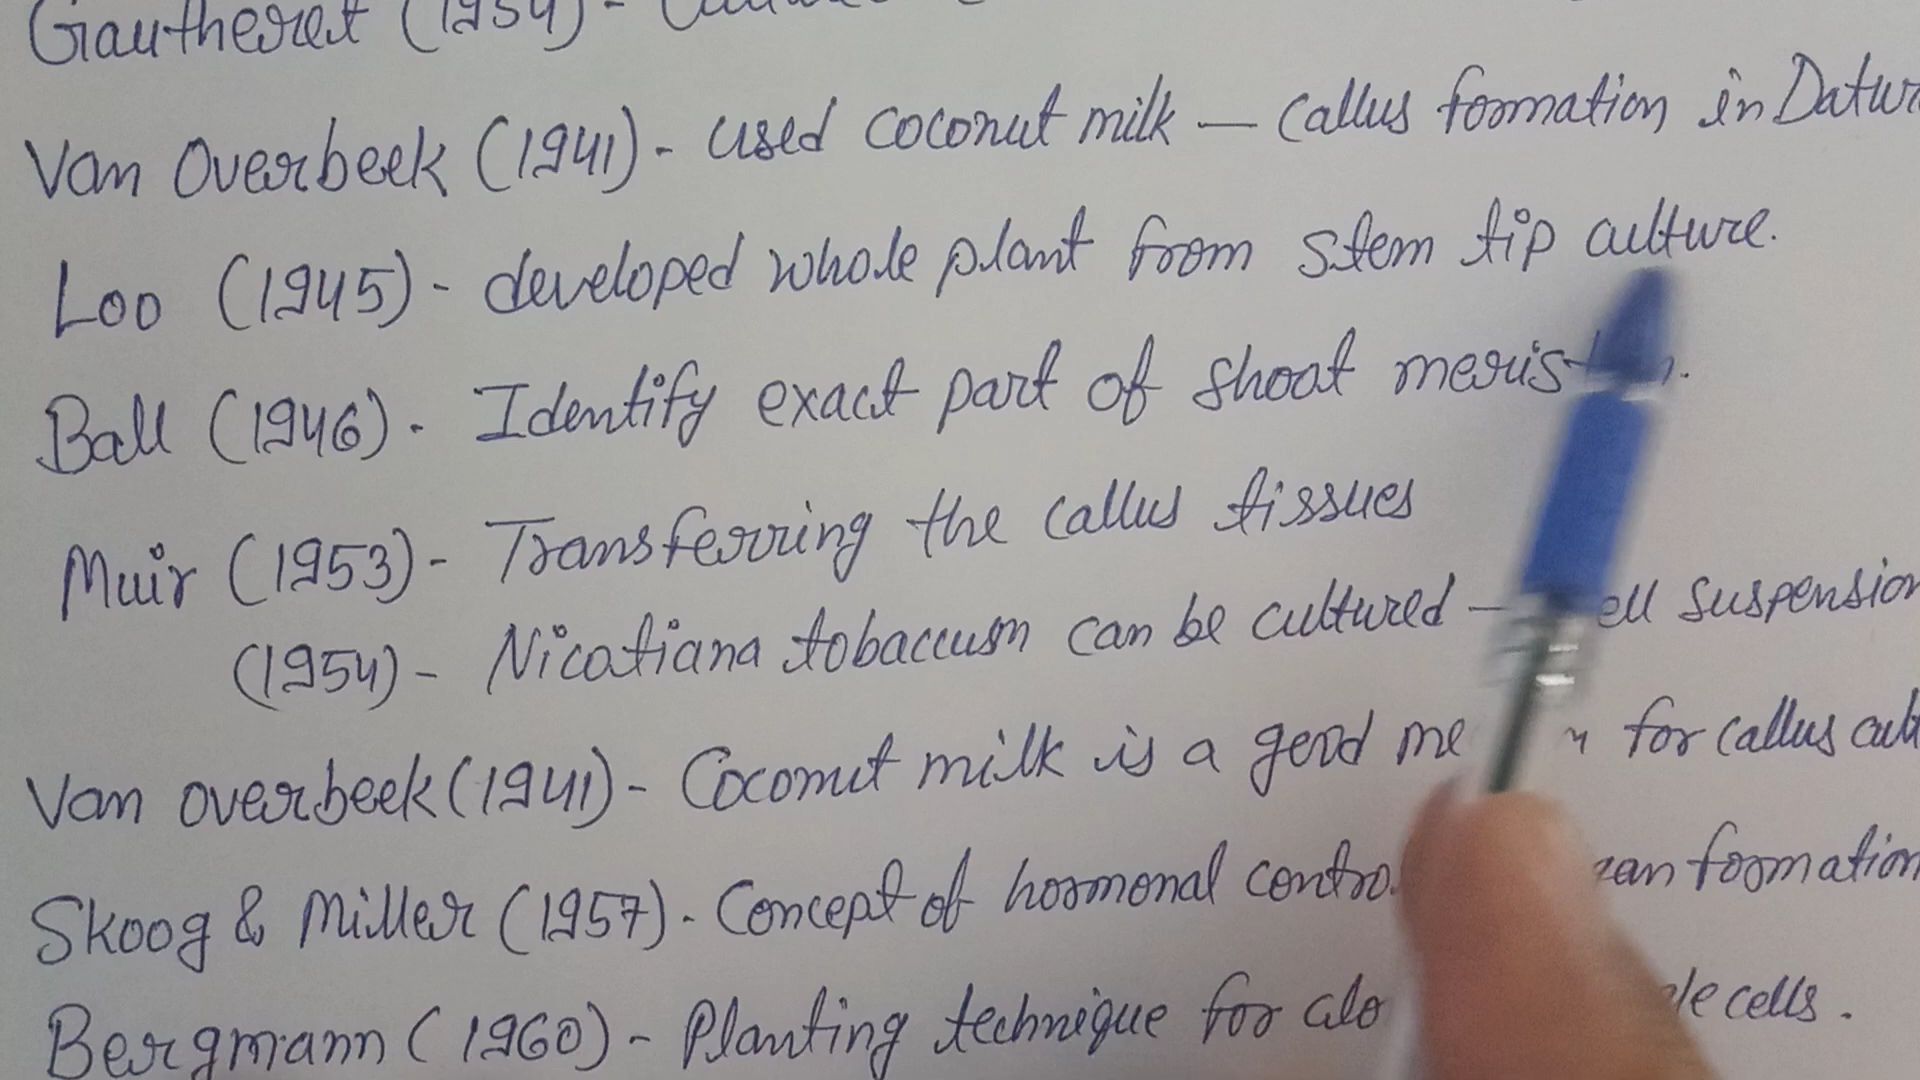 Gautheret (1934) -
Van Overbeek (1941) - used coconut milk — Callus formation in Datur
Loo (1945) - developed whole plant from stem tip culture.
Ball (1946) - Identify exact part of shoot meris
Muir (1953) - Transferring the callus tissues
(1954) - Nicotiana tobaccum can be cultured — ell suspension
Van overbeek (1941) - Coconut milk is a good me for callus cult
Skoog & Miller (1957) - Concept of hormonal contro formation
Bergmann (1960) - Planting technique for clo le cells.